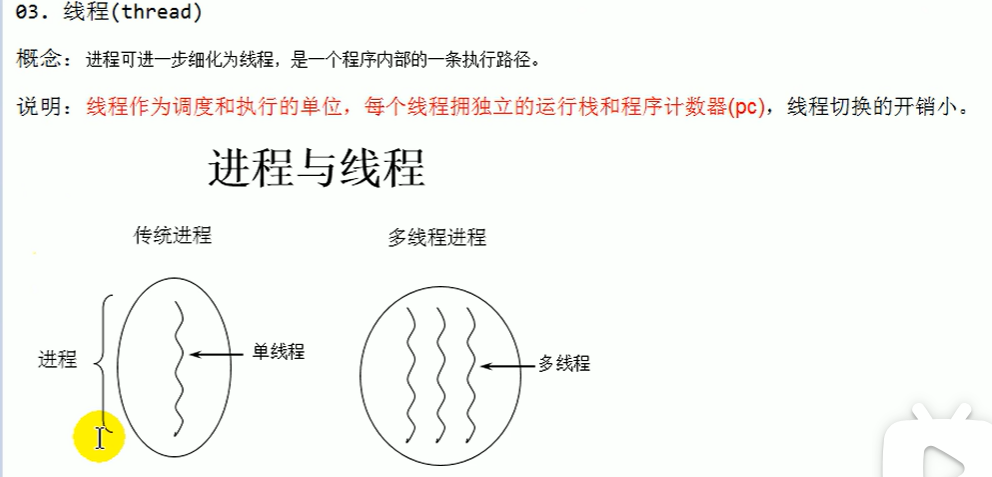 03. 线程(thread)
概念：进程可进一步细化为线程，是一个程序内部的一条执行路径。
说明：线程作为调度和执行的单位，每个线程拥独立的运行栈和程序计数器(pc)，线程切换的开销小。
进程与线程
传统进程
多线程进程
进程
单线程
多线程